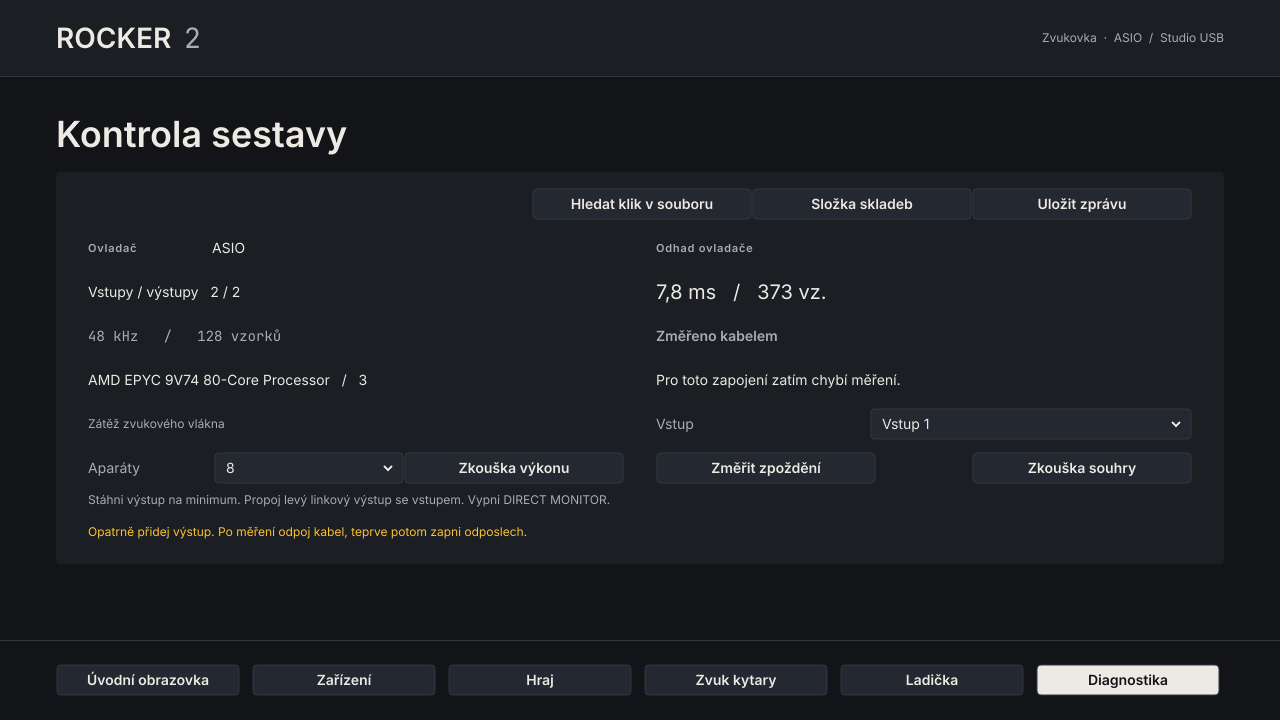 ROCKER 2
Zvukovka · ASIO / Studio USB
Kontrola sestavy
Hledat klik v souboru
Složka skladeb
Uložit zprávu
Ovladač ASIO
Odhad ovladače
Vstupy / výstupy 2 / 2
7,8 ms / 373 vz.
48 kHz / 128 vzorků
Změřeno kabelem
AMD EPYC 9V74 80-Core Processor / 3
Pro toto zapojení zatím chybí měření.
Zátěž zvukového vlákna
Vstup
Vstup 1
Aparáty
8
Zkouška výkonu
Změřit zpoždění
Zkouška souhry
Stáhni výstup na minimum. Propoj levý linkový výstup se vstupem. Vypni DIRECT MONITOR.
Opatrně přidej výstup. Po měření odpoj kabel, teprve potom zapni odposlech.
Úvodní obrazovka
Zařízení
Hraj
Zvuk kytary
Ladička
Diagnostika